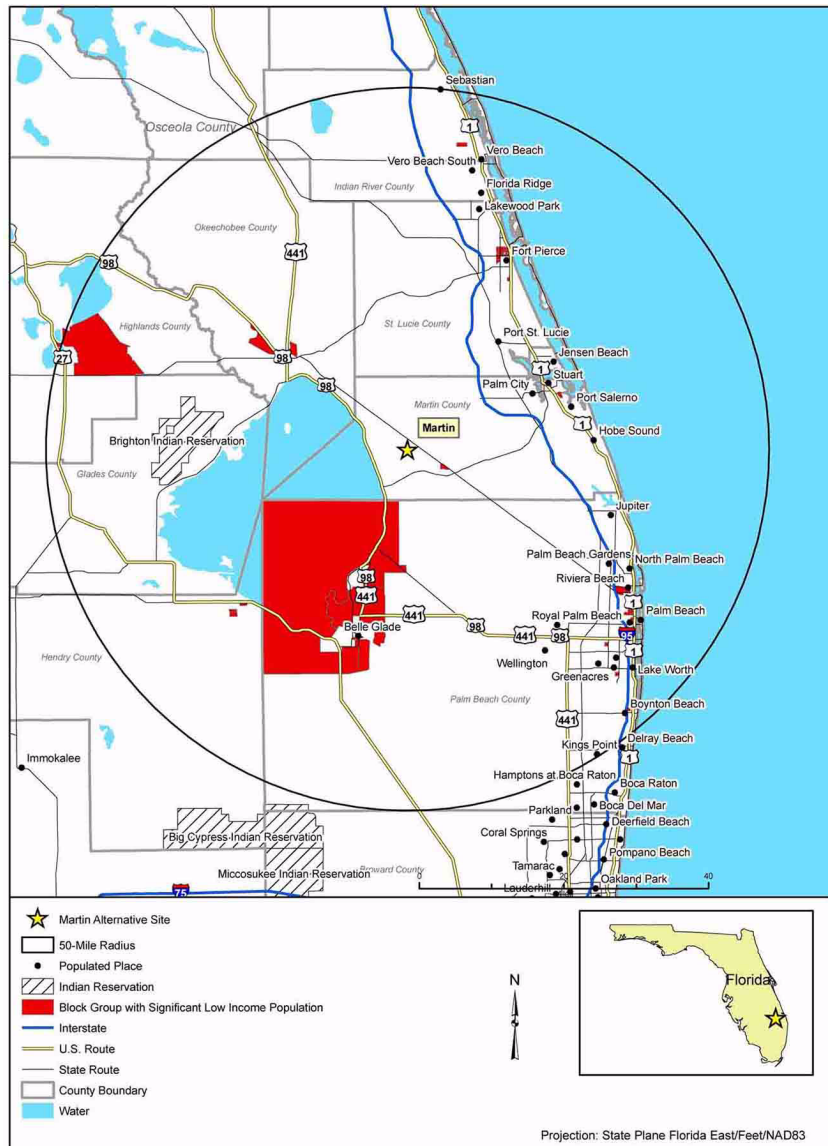 Sebastian
Osceola County
1
Vero Beach
Vero Beach South
Indian River County
Florida Ridge
Lakewood Park
Okeechobee County
441
98
Fort Pierce
Highlands County
St. Lucie County
Port St. Lucie
27
98
Jensen Beach
1
Stuart
98
Palm City
Martin County
Port Salerno
Martin
1
Brighton Indian Reservation
Hobe Sound
Glades County
Jupiter
Palm Beach Gardens
North Palm Beach
98
Riviera Beach
441
1
441
Royal Palm Beach
Palm Beach
98
Belle Glade
441
98
95
1
Hendry County
Wellington
Greenacres
Lake Worth
Palm Beach County
Boynton Beach
441
Kings Point
Delray Beach
1
Immokalee
Hamptons at Boca Raton
Boca Raton
Parkland
Boca Del Mar
Deerfield Beach
Big Cypress Indian Reservation
Coral Springs
Pompano Beach
Miccosukee Indian Reservation
Broward County
Tamarac
75
0
20
40
Lauderhill
Oakland Park
Martin Alternative Site
50-Mile Radius
Populated Place
Indian Reservation
Block Group with Significant Low Income Population
Interstate
U.S. Route
State Route
County Boundary
Water
N
Florida
Projection: State Plane Florida East/Feet/NAD83